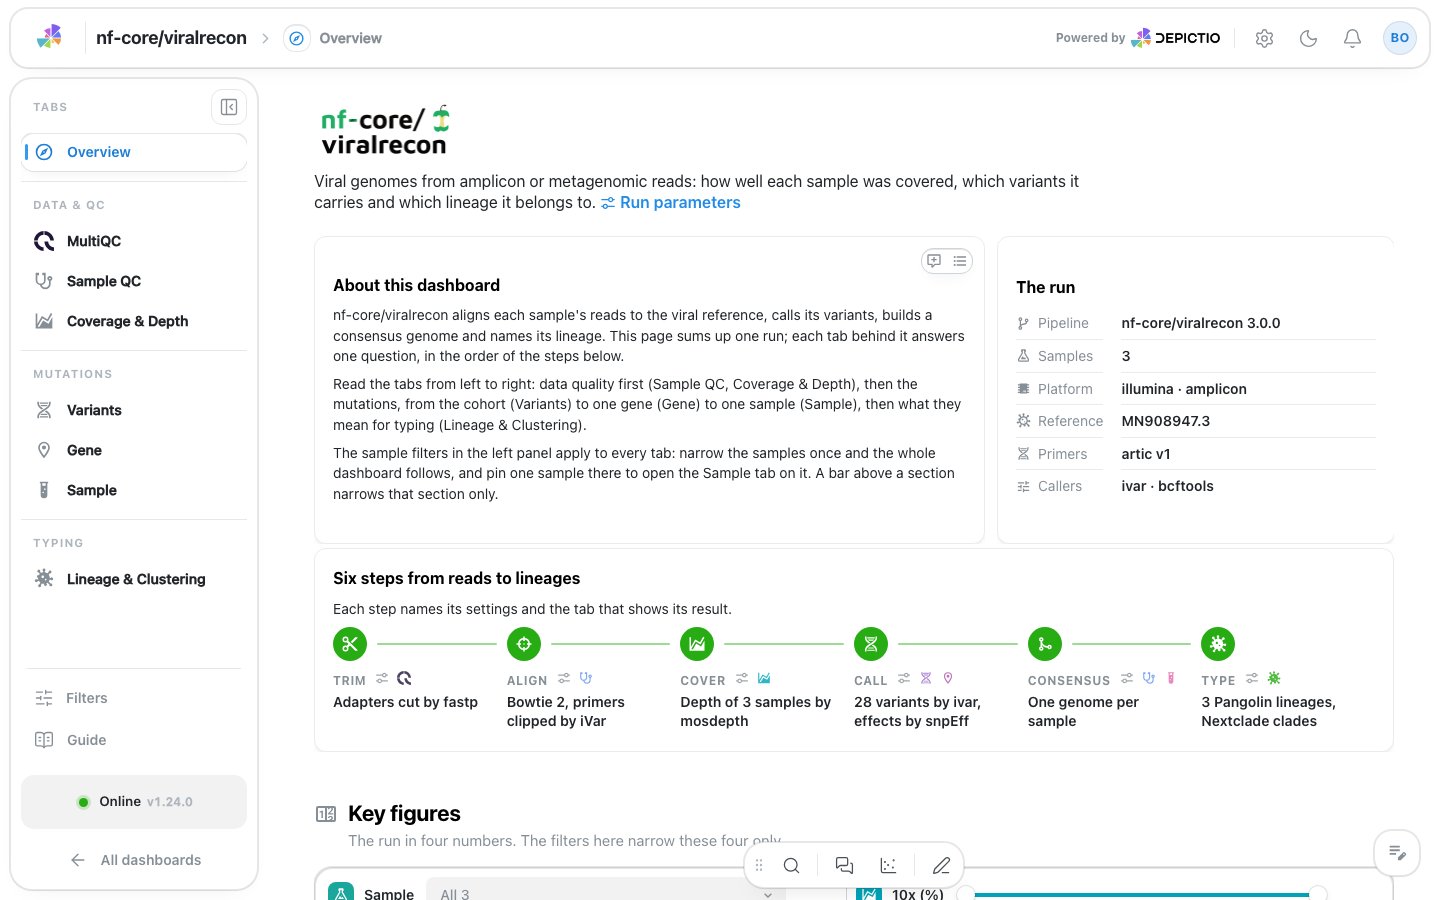 nf-core/viralrecon
Overview
Powered by DEPICTIO
BO
TABS
Overview
DATA & QC
MultiQC
Sample QC
Coverage & Depth
MUTATIONS
Variants
Gene
Sample
TYPING
Lineage & Clustering
Filters
Guide
Online v1.24.0
All dashboards
nf-core/
viralrecon
Viral genomes from amplicon or metagenomic reads: how well each sample was covered, which variants it
carries and which lineage it belongs to. Run parameters
About this dashboard
nf-core/viralrecon aligns each sample's reads to the viral reference, calls its variants, builds a
consensus genome and names its lineage. This page sums up one run; each tab behind it answers
one question, in the order of the steps below.
Read the tabs from left to right: data quality first (Sample QC, Coverage & Depth), then the
mutations, from the cohort (Variants) to one gene (Gene) to one sample (Sample), then what they
mean for typing (Lineage & Clustering).
The sample filters in the left panel apply to every tab: narrow the samples once and the whole
dashboard follows, and pin one sample there to open the Sample tab on it. A bar above a section
narrows that section only.
The run
Pipeline nf-core/viralrecon 3.0.0
Samples 3
Platform illumina · amplicon
Reference MN908947.3
Primers artic v1
Callers ivar · bcftools
Six steps from reads to lineages
Each step names its settings and the tab that shows its result.
TRIM
Adapters cut by fastp
ALIGN
Bowtie 2, primers
clipped by iVar
COVER
Depth of 3 samples by
mosdepth
CALL
28 variants by ivar,
effects by snpEff
CONSENSUS
One genome per
sample
TYPE
3 Pangolin lineages,
Nextclade clades
Key figures
The run in four numbers. The filters here narrow these four only.
Sample All 3
10x (%)